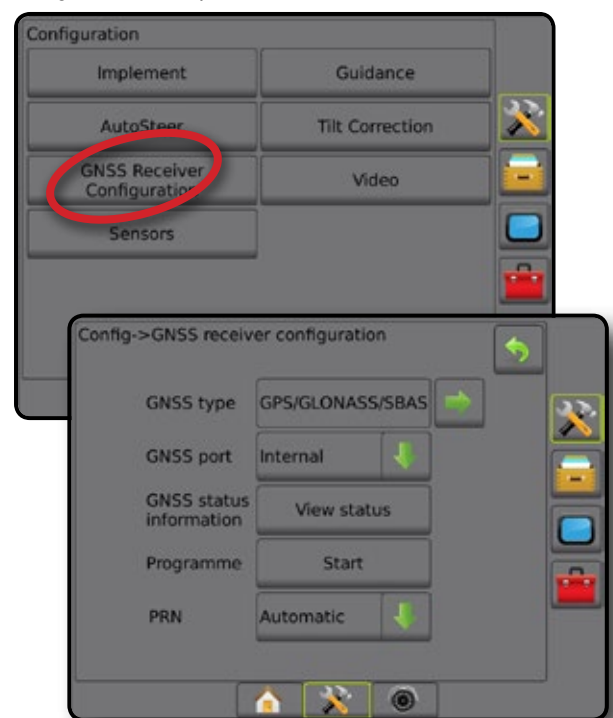 Configuration
Implement
Guidance
AutoSteer
Tilt Correction
GNSS Receiver
Configuration
Video
Sensors
Config->GNSS receiver configuration
GNSS type
GPS/GLONASS/SBAS
GNSS port
Internal
GNSS status
information
View status
Programme
Start
PRN
Automatic